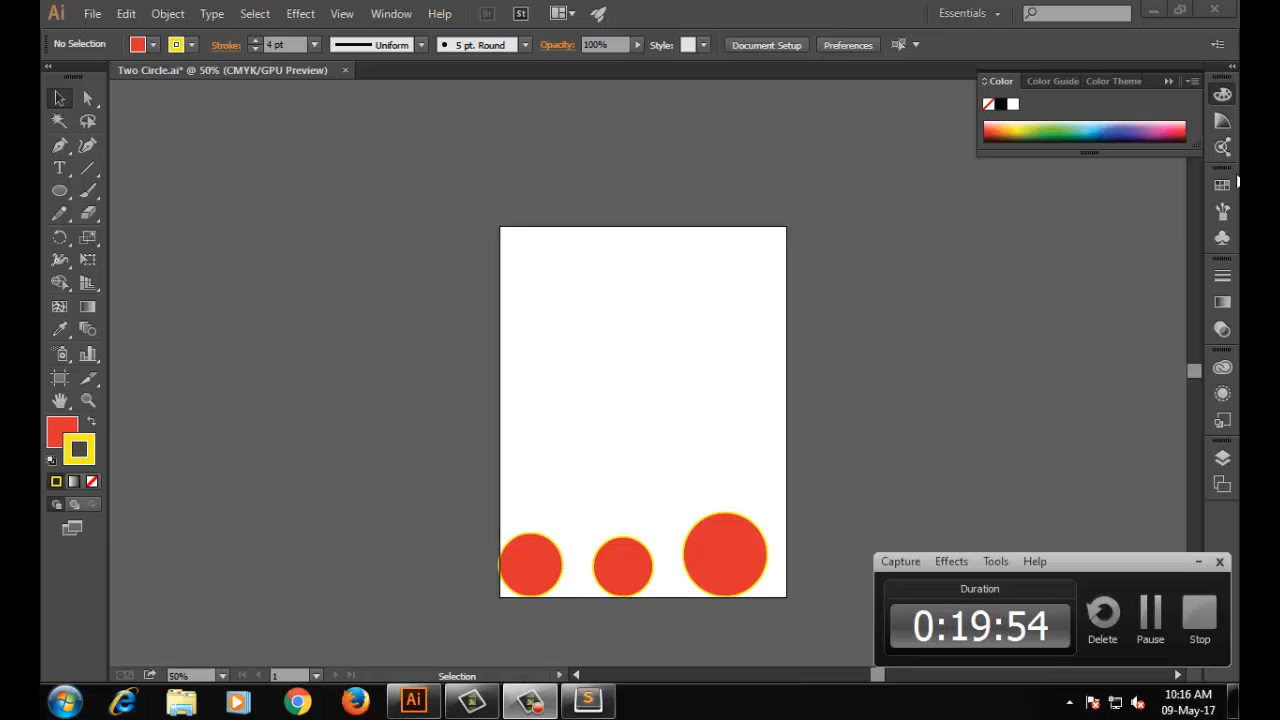 Ai File Edit Object Type Select Effect View Window Help Br St Essentials
No Selection Stroke: 4 pt Uniform 5 pt. Round Opacity: 100% Style: Document Setup Preferences
Two Circle.ai* @ 50% (CMYK/GPU Preview) ×
Color Color Guide Color Theme
T
Capture Effects Tools Help
Duration
0:19:54
Delete Pause Stop
50% 1 Selection
Ai S
10:16 AM
09-May-17